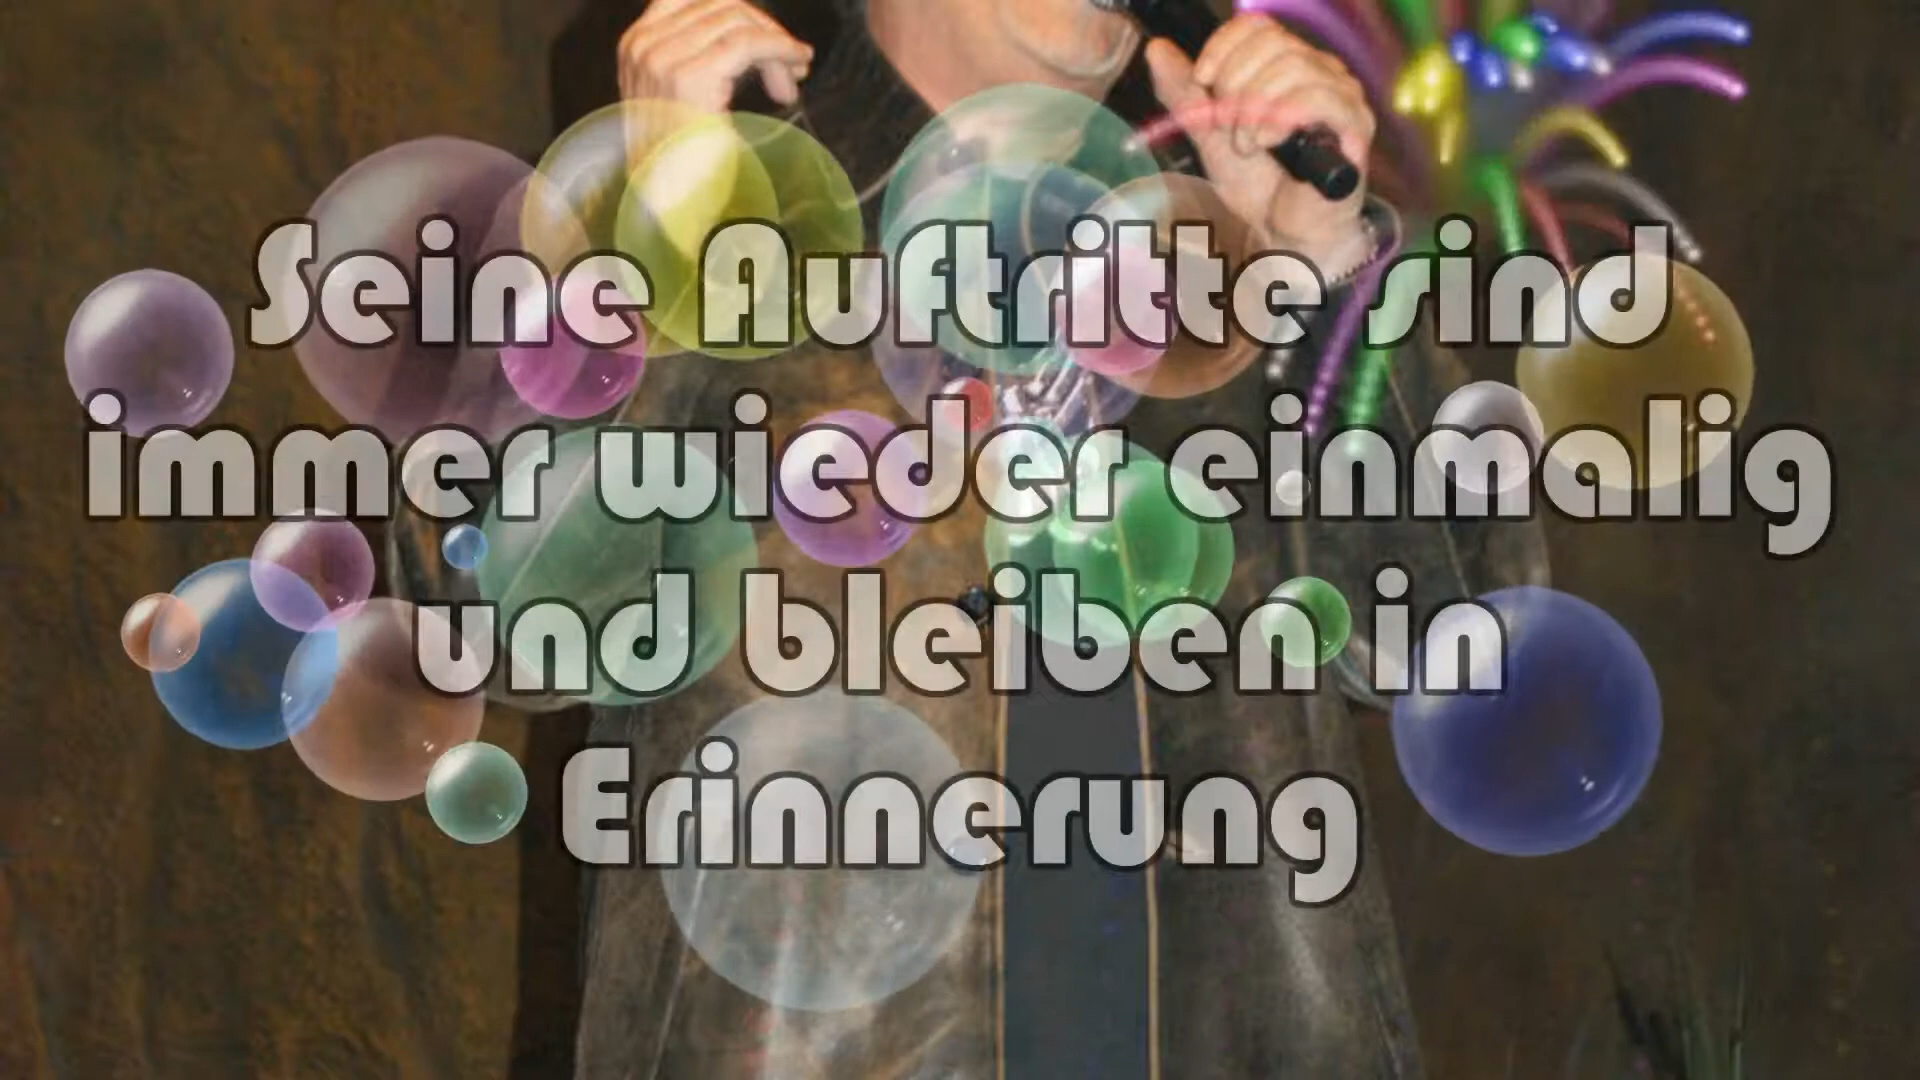 Seine Auftritte sind
immer wieder einmalig
und bleiben in
Erinnerung